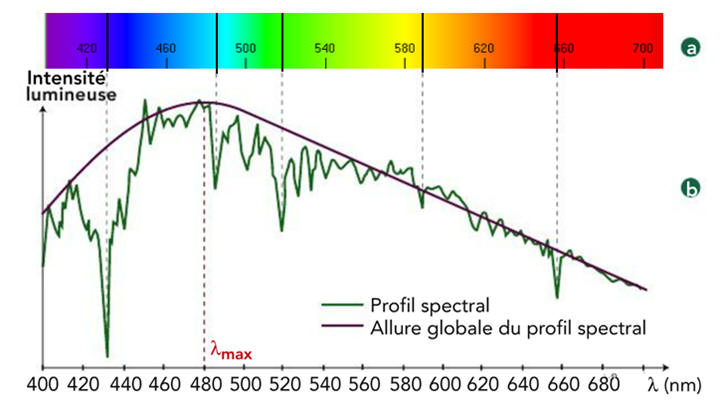 420 460 500 540 580 620 660 700
a
Intensité
lumineuse
b
Profil spectral
Allure globale du profil spectral
λmax
400 420 440 460 480 500 520 540 560 580 600 620 640 660 680 λ (nm)